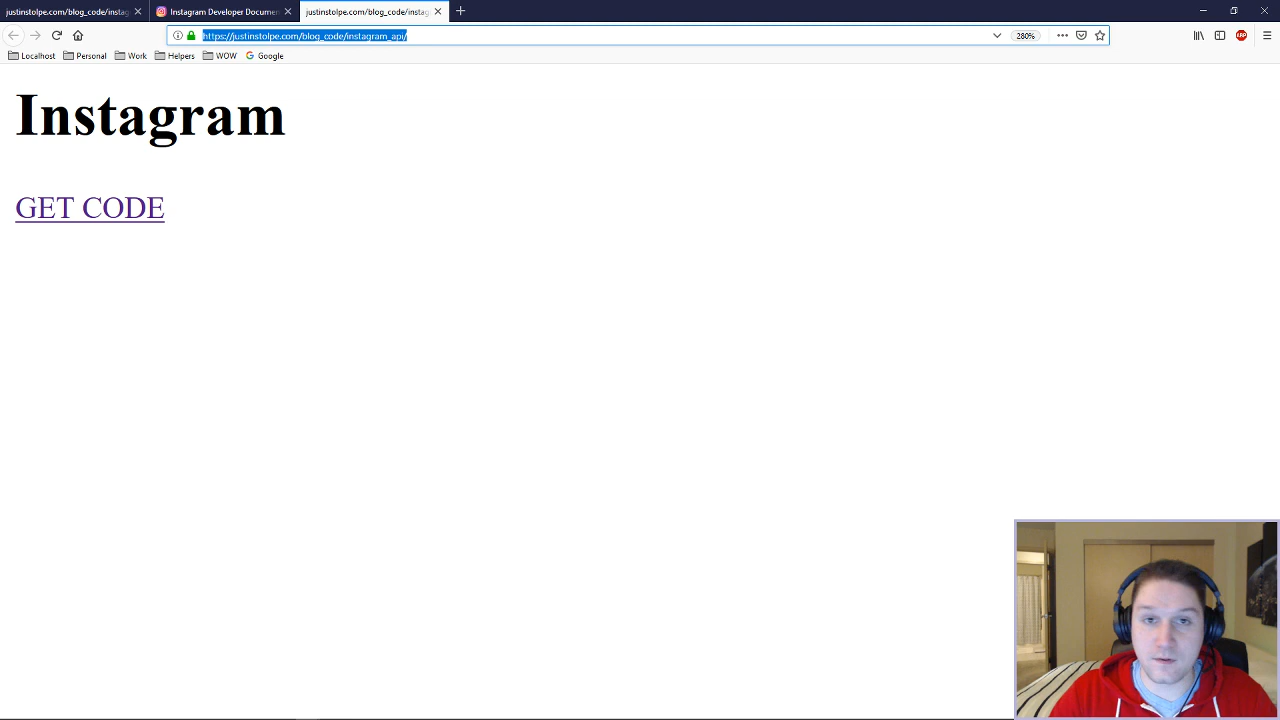 justinstolpe.com/blog_code/instag
Instagram Developer Documen
justinstolpe.com/blog_code/instag
https://justinstolpe.com/blog_code/instagram_api/
280%
Localhost
Personal
Work
Helpers
WOW
Google
Instagram
GET CODE